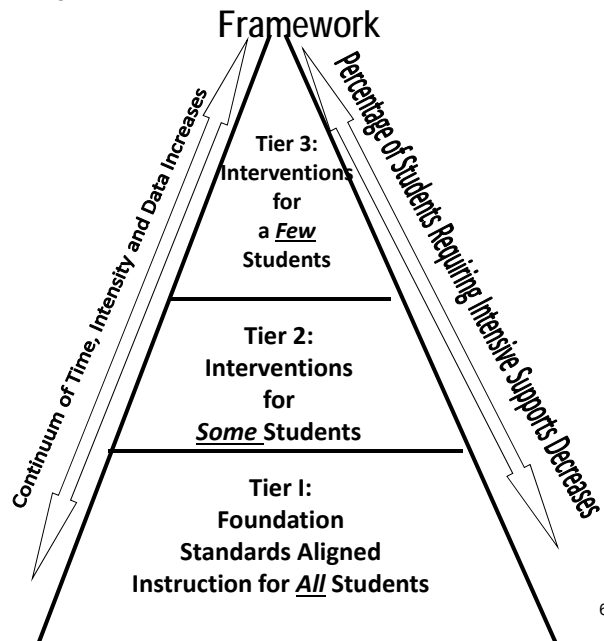 Framework
Continuum of Time, Intensity and Data Increases
Percentage of Students Requiring Intensive Supports Decreases
Tier 3:
Interventions
for
a Few
Students
Tier 2:
Interventions
for
Some Students
Tier I:
Foundation
Standards Aligned
Instruction for All Students
6